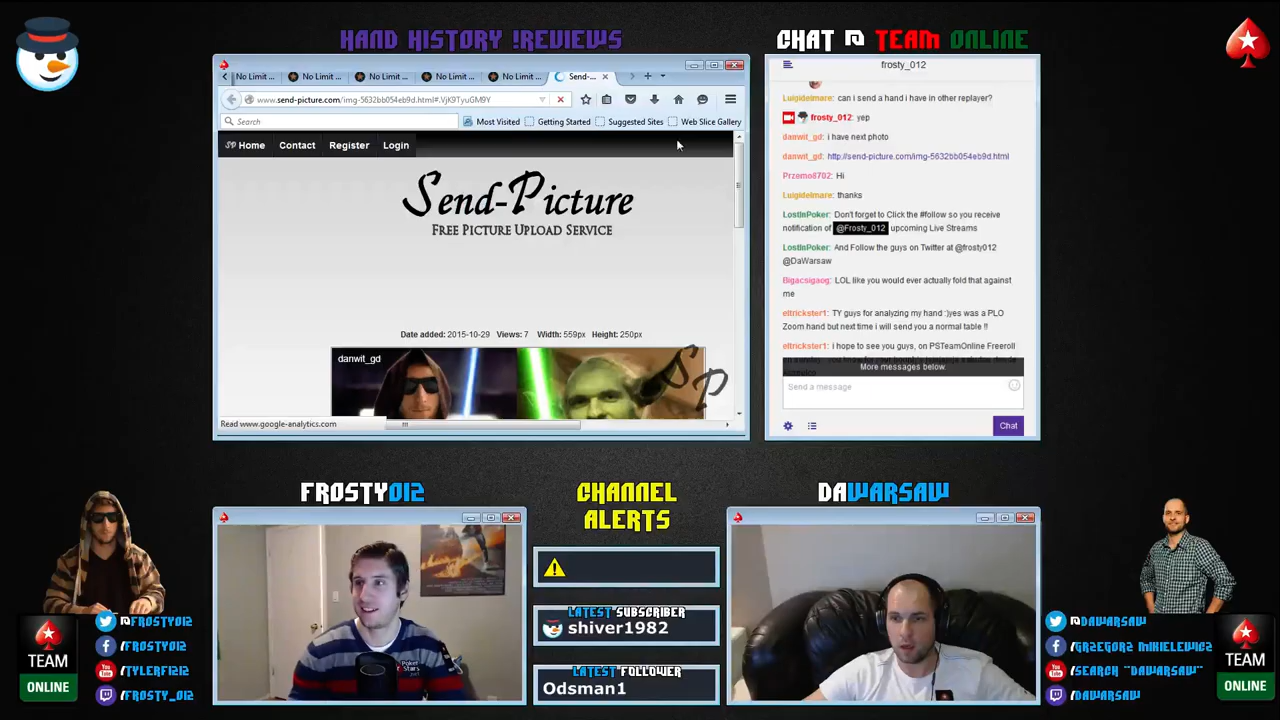 HAND HISTORY !REVIEWS
No Limit ...
No Limit ...
No Limit ...
No Limit ...
No Limit ...
Send-...
www.send-picture.com/img-5632bb054eb9d.html#.VjK9TyuGM9Y
Search
Most Visited
Getting Started
Suggested Sites
Web Slice Gallery
SP Home
Contact
Register
Login
Send-Picture
FREE PICTURE UPLOAD SERVICE
Date added: 2015-10-29 Views: 7 Width: 559px Height: 250px
danwit_gd
SP
Read www.google-analytics.com
CHAT @ TEAM ONLINE
frosty_012
Luigidelmare: can i send a hand i have in other replayer?
frosty_012: yep
danwit_gd: i have next photo
danwit_gd: http://send-picture.com/img-5632bb054eb9d.html
Przemo8702: Hi
Luigidelmare: thanks
LostInPoker: Don't forget to Click the #follow so you receive
notification of @Frosty_012 upcoming Live Streams
LostInPoker: And Follow the guys on Twitter at @frosty012
@DaWarsaw
Bigacsigaog: LOL like you would ever actually fold that against
me
eltrickster1: TY guys for analyzing my hand :)yes was a PLO
Zoom hand but next time i will send you a normal table !!
eltrickster1: i hope to see you guys, on PSTeamOnline Freeroll
More messages below.
Send a message
Chat
FROSTY012
CHANNEL
ALERTS
DAWARSAW
LATEST SUBSCRIBER
shiver1982
LATEST FOLLOWER
Odsman1
Poker
Stars
TEAM
ONLINE
@FROSTY012
/FROSTY012
/TYLERF1212
/FROSTY_012
@DAWARSAW
/GRZEGORZ MIKIELEWICZ
/SEARCH "DAWARSAW"
/DAWARSAW
TEAM
ONLINE